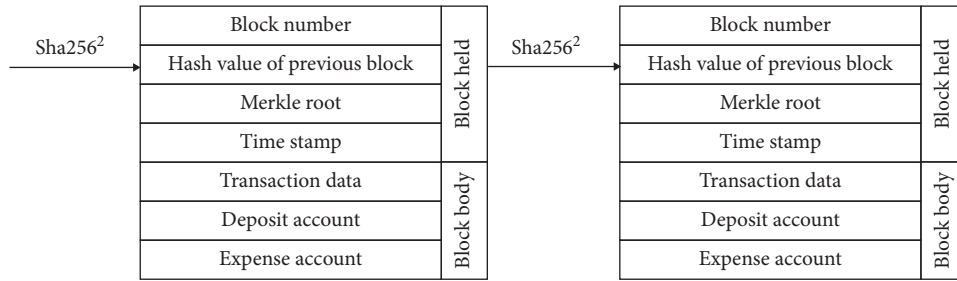 Sha256²
Block number
Hash value of previous block
Merkle root
Time stamp
Transaction data
Deposit account
Expense account
Block held
Block body
Sha256²
Block number
Hash value of previous block
Merkle root
Time stamp
Transaction data
Deposit account
Expense account
Block held
Block body